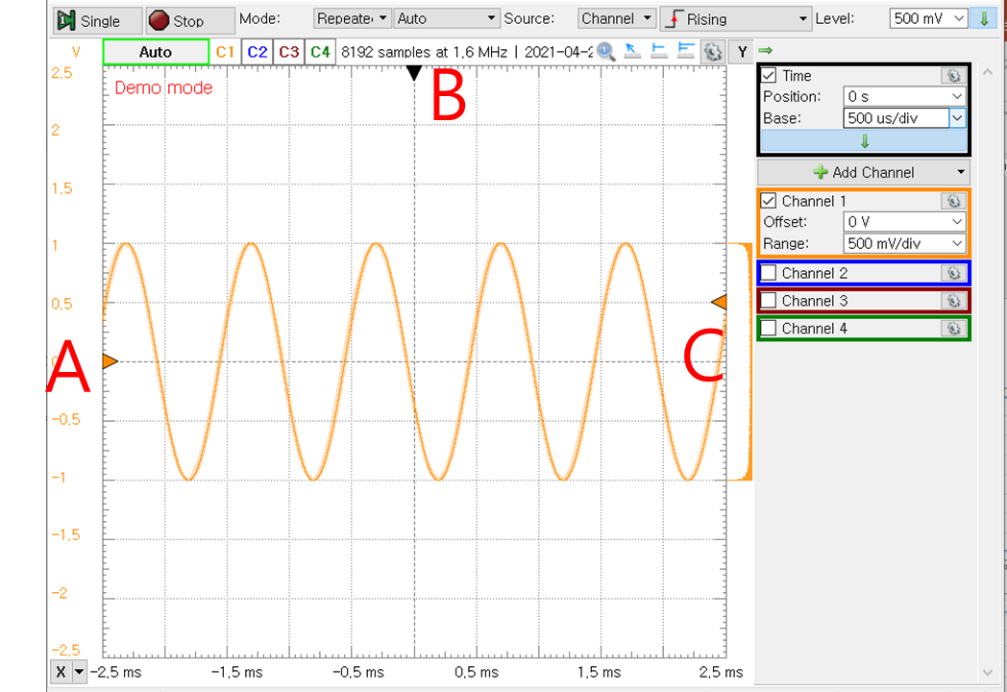 Single Stop Mode: Repeate Auto Source: Channel Rising Level: 500 mV
V Auto C1 C2 C3 C4 8192 samples at 1,6 MHz | 2021-04-2 Y
2,5
Demo mode
B
2
1,5
1
0,5
A
C
-0,5
-1
-1,5
-2
-2,5
X -2,5 ms -1,5 ms -0,5 ms 0,5 ms 1,5 ms 2,5 ms
Time
Position: 0 s
Base: 500 us/div
Add Channel
Channel 1
Offset: 0 V
Range: 500 mV/div
Channel 2
Channel 3
Channel 4